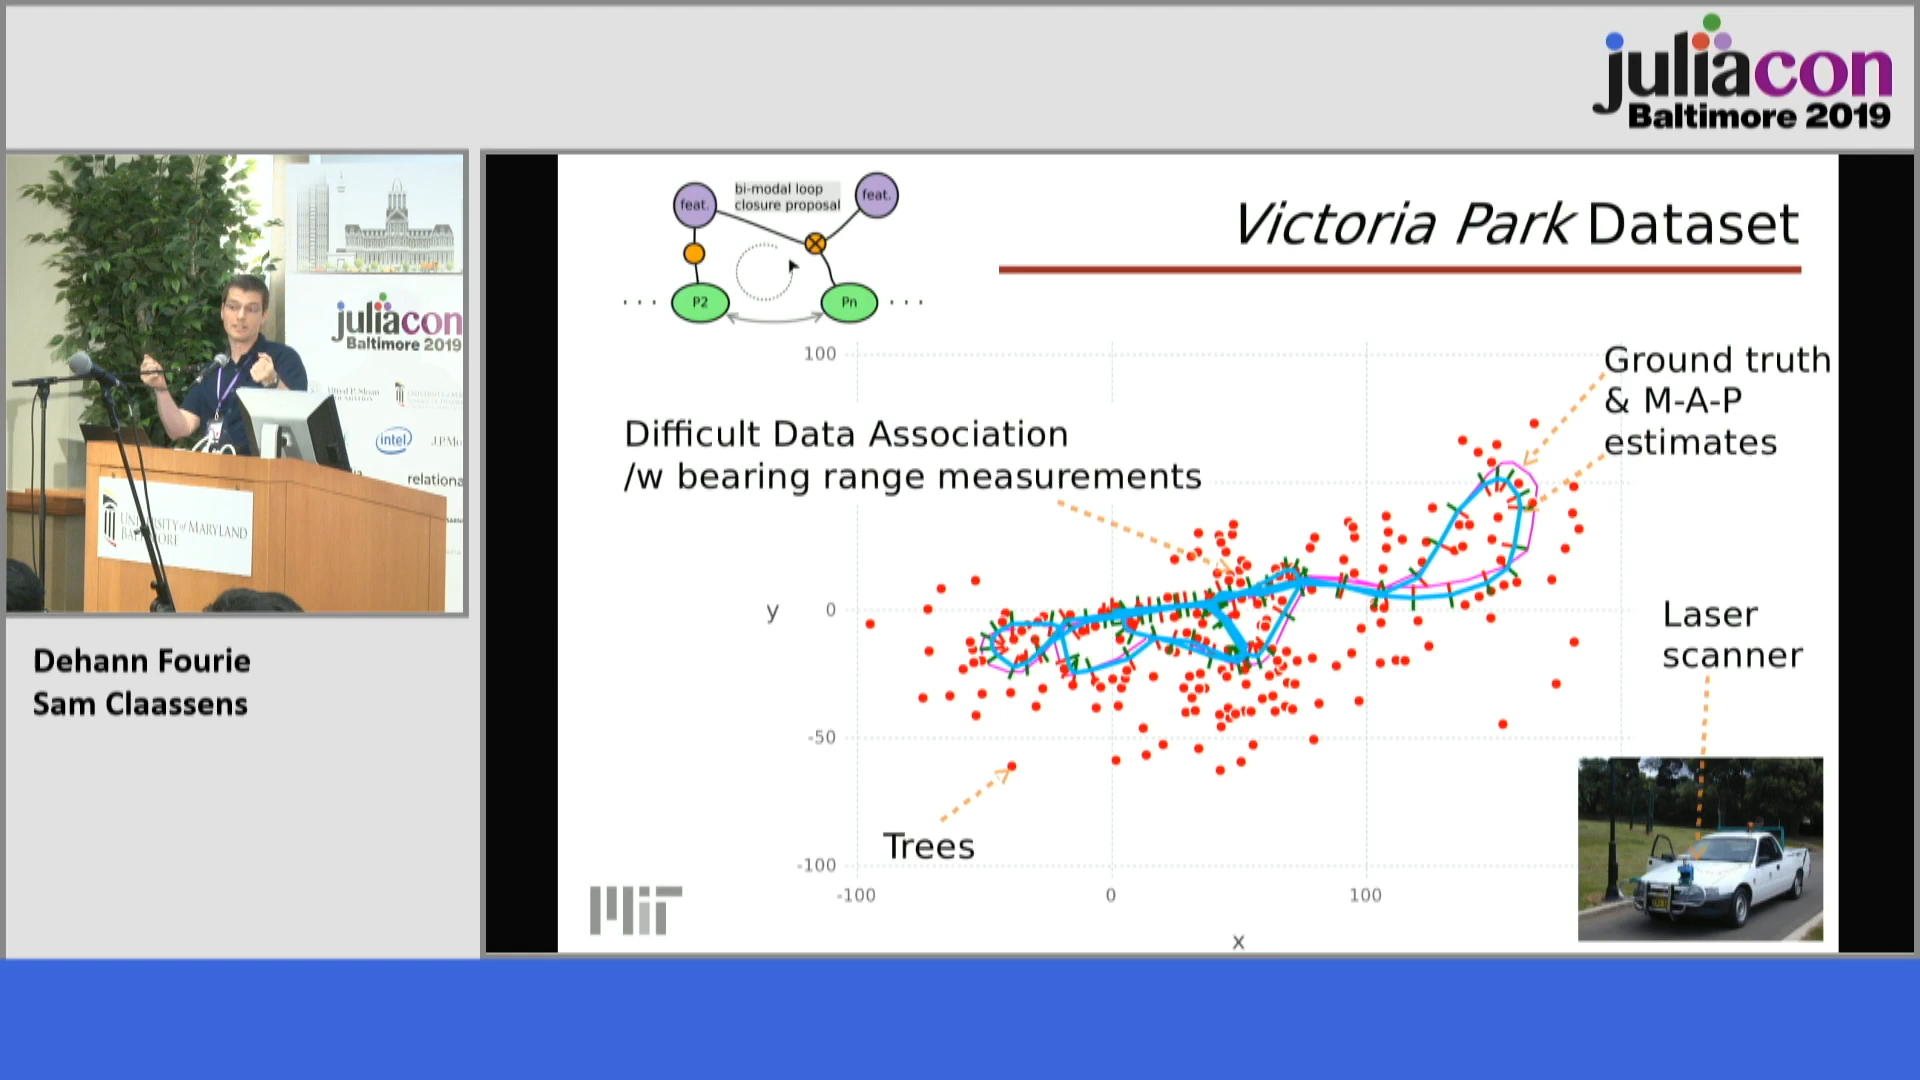 juliacon
Baltimore 2019
juliacon
Baltimore 2019
intel
J.P.Mo
relationa
UNIVERSITY of MARYLAND
Dehann Fourie
Sam Claassens
feat.
bi-modal loop
closure proposal
feat.
P2
Pn
Victoria Park Dataset
Ground truth
& M-A-P
estimates
Difficult Data Association
/w bearing range measurements
Laser
scanner
Trees
100
0
-50
-100
y
-100
0
100
x
MIT